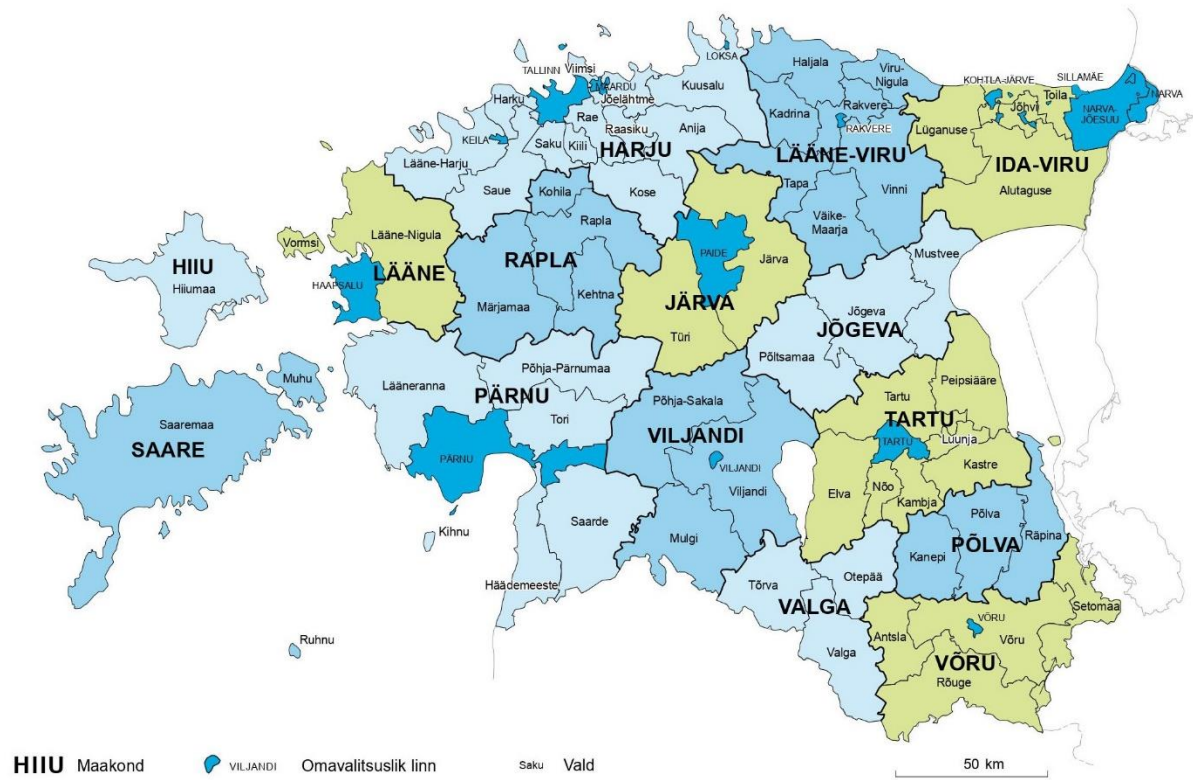 LOKSA
TALLINN
Viimsi
MAARDU
Jõelähtme
Kuusalu
Harku
Rae
Raasiku
Anija
KEILA
Saku
Kiili
HARJU
Lääne-Harju
Saue
Kose
Haljala
Viru-
Nigula
Kadrina
Rakvere
RAKVERE
LÄÄNE-VIRU
Tapa
Vinni
Väike-
Maarja
KOHTLA-JÄRVE
SILLAMÄE
Toila
Jõhvi
NARVA
NARVA-
JÕESUU
Lüganuse
IDA-VIRU
Alutaguse
Kohila
Rapla
RAPLA
Märjamaa
Kehtna
Vormsi
Lääne-Nigula
HAAPSALU
LÄÄNE
HIIU
Hiiumaa
PAIDE
Järva
JÄRVA
Türi
Mustvee
Jõgeva
JÕGEVA
Põltsamaa
Muhu
Saaremaa
SAARE
Põhja-Pärnumaa
Lääneranna
PÄRNU
Tori
PÄRNU
Kihnu
Saarde
Häädemeeste
Ruhnu
Põhja-Sakala
VILJANDI
VILJANDI
Viljandi
Mulgi
Peipsiääre
Tartu
TARTU
TARTU
Luunja
Kastre
Elva
Nõo
Kambja
Põlva
Räpina
PÕLVA
Kanepi
Otepää
Tõrva
VALGA
Valga
Setomaa
VÕRU
Antsla
Võru
VÕRU
Rõuge
HIIU Maakond
VILJANDI Omavalitsuslik linn
Saku Vald
50 km